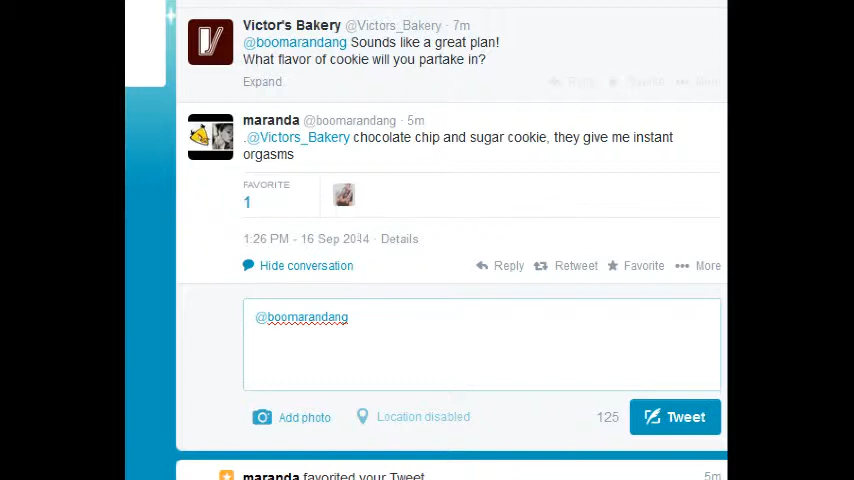 Victor's Bakery @Victors_Bakery · 7m
@boomarandang Sounds like a great plan!
What flavor of cookie will you partake in?
Expand
Reply Favorite ••• More
maranda @boomarandang · 5m
.@Victors_Bakery chocolate chip and sugar cookie, they give me instant
orgasms
FAVORITE
1
1:26 PM - 16 Sep 2014 · Details
Hide conversation
Reply Retweet Favorite ••• More
@boomarandang
Add photo Location disabled 125 Tweet
maranda favorited your Tweet 5m